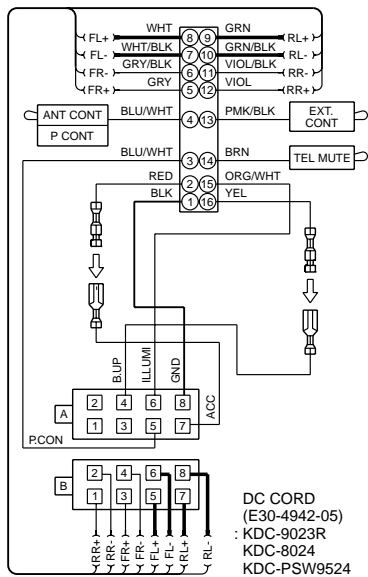 WHT 8 9 GRN
FL+ RL+
WHT/BLK 7 10 GRN/BLK
FL- RL-
GRY/BLK 6 11 VIOL/BLK
FR- RR-
GRY 5 12 VIOL
FR+ RR+
ANT CONT BLU/WHT 4 13 PMK/BLK EXT. CONT
P CONT
BLU/WHT 3 14 BRN TEL MUTE
RED 2 15 ORG/WHT
BLK 1 16 YEL
B.UP ILLUMI GND ACC
2 4 6 8
A
1 3 5 7
P.CON
B
2 4 6 8
1 3 5 7
RR+ RR- FR+ FR- FL+ FL- RL+ RL-
DC CORD
(E30-4942-05)
: KDC-9023R
KDC-8024
KDC-PSW9524